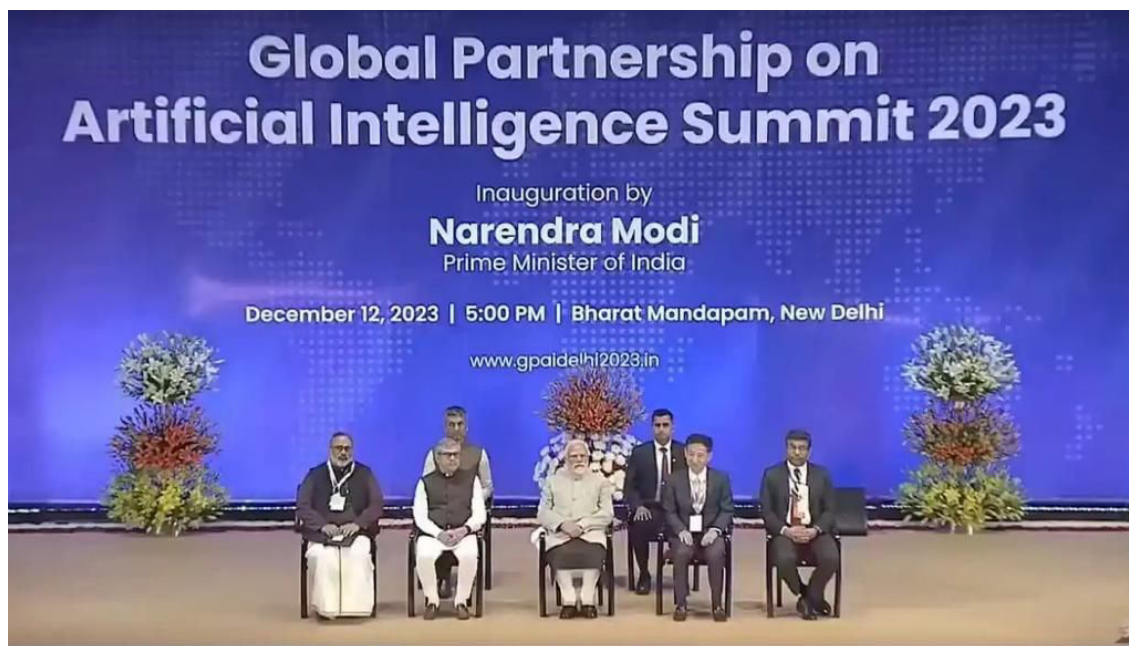 Global Partnership on
Artificial Intelligence Summit 2023
Inauguration by
Narendra Modi
Prime Minister of India
December 12, 2023 | 5:00 PM | Bharat Mandapam, New Delhi
www.gpaidelhi2023.in